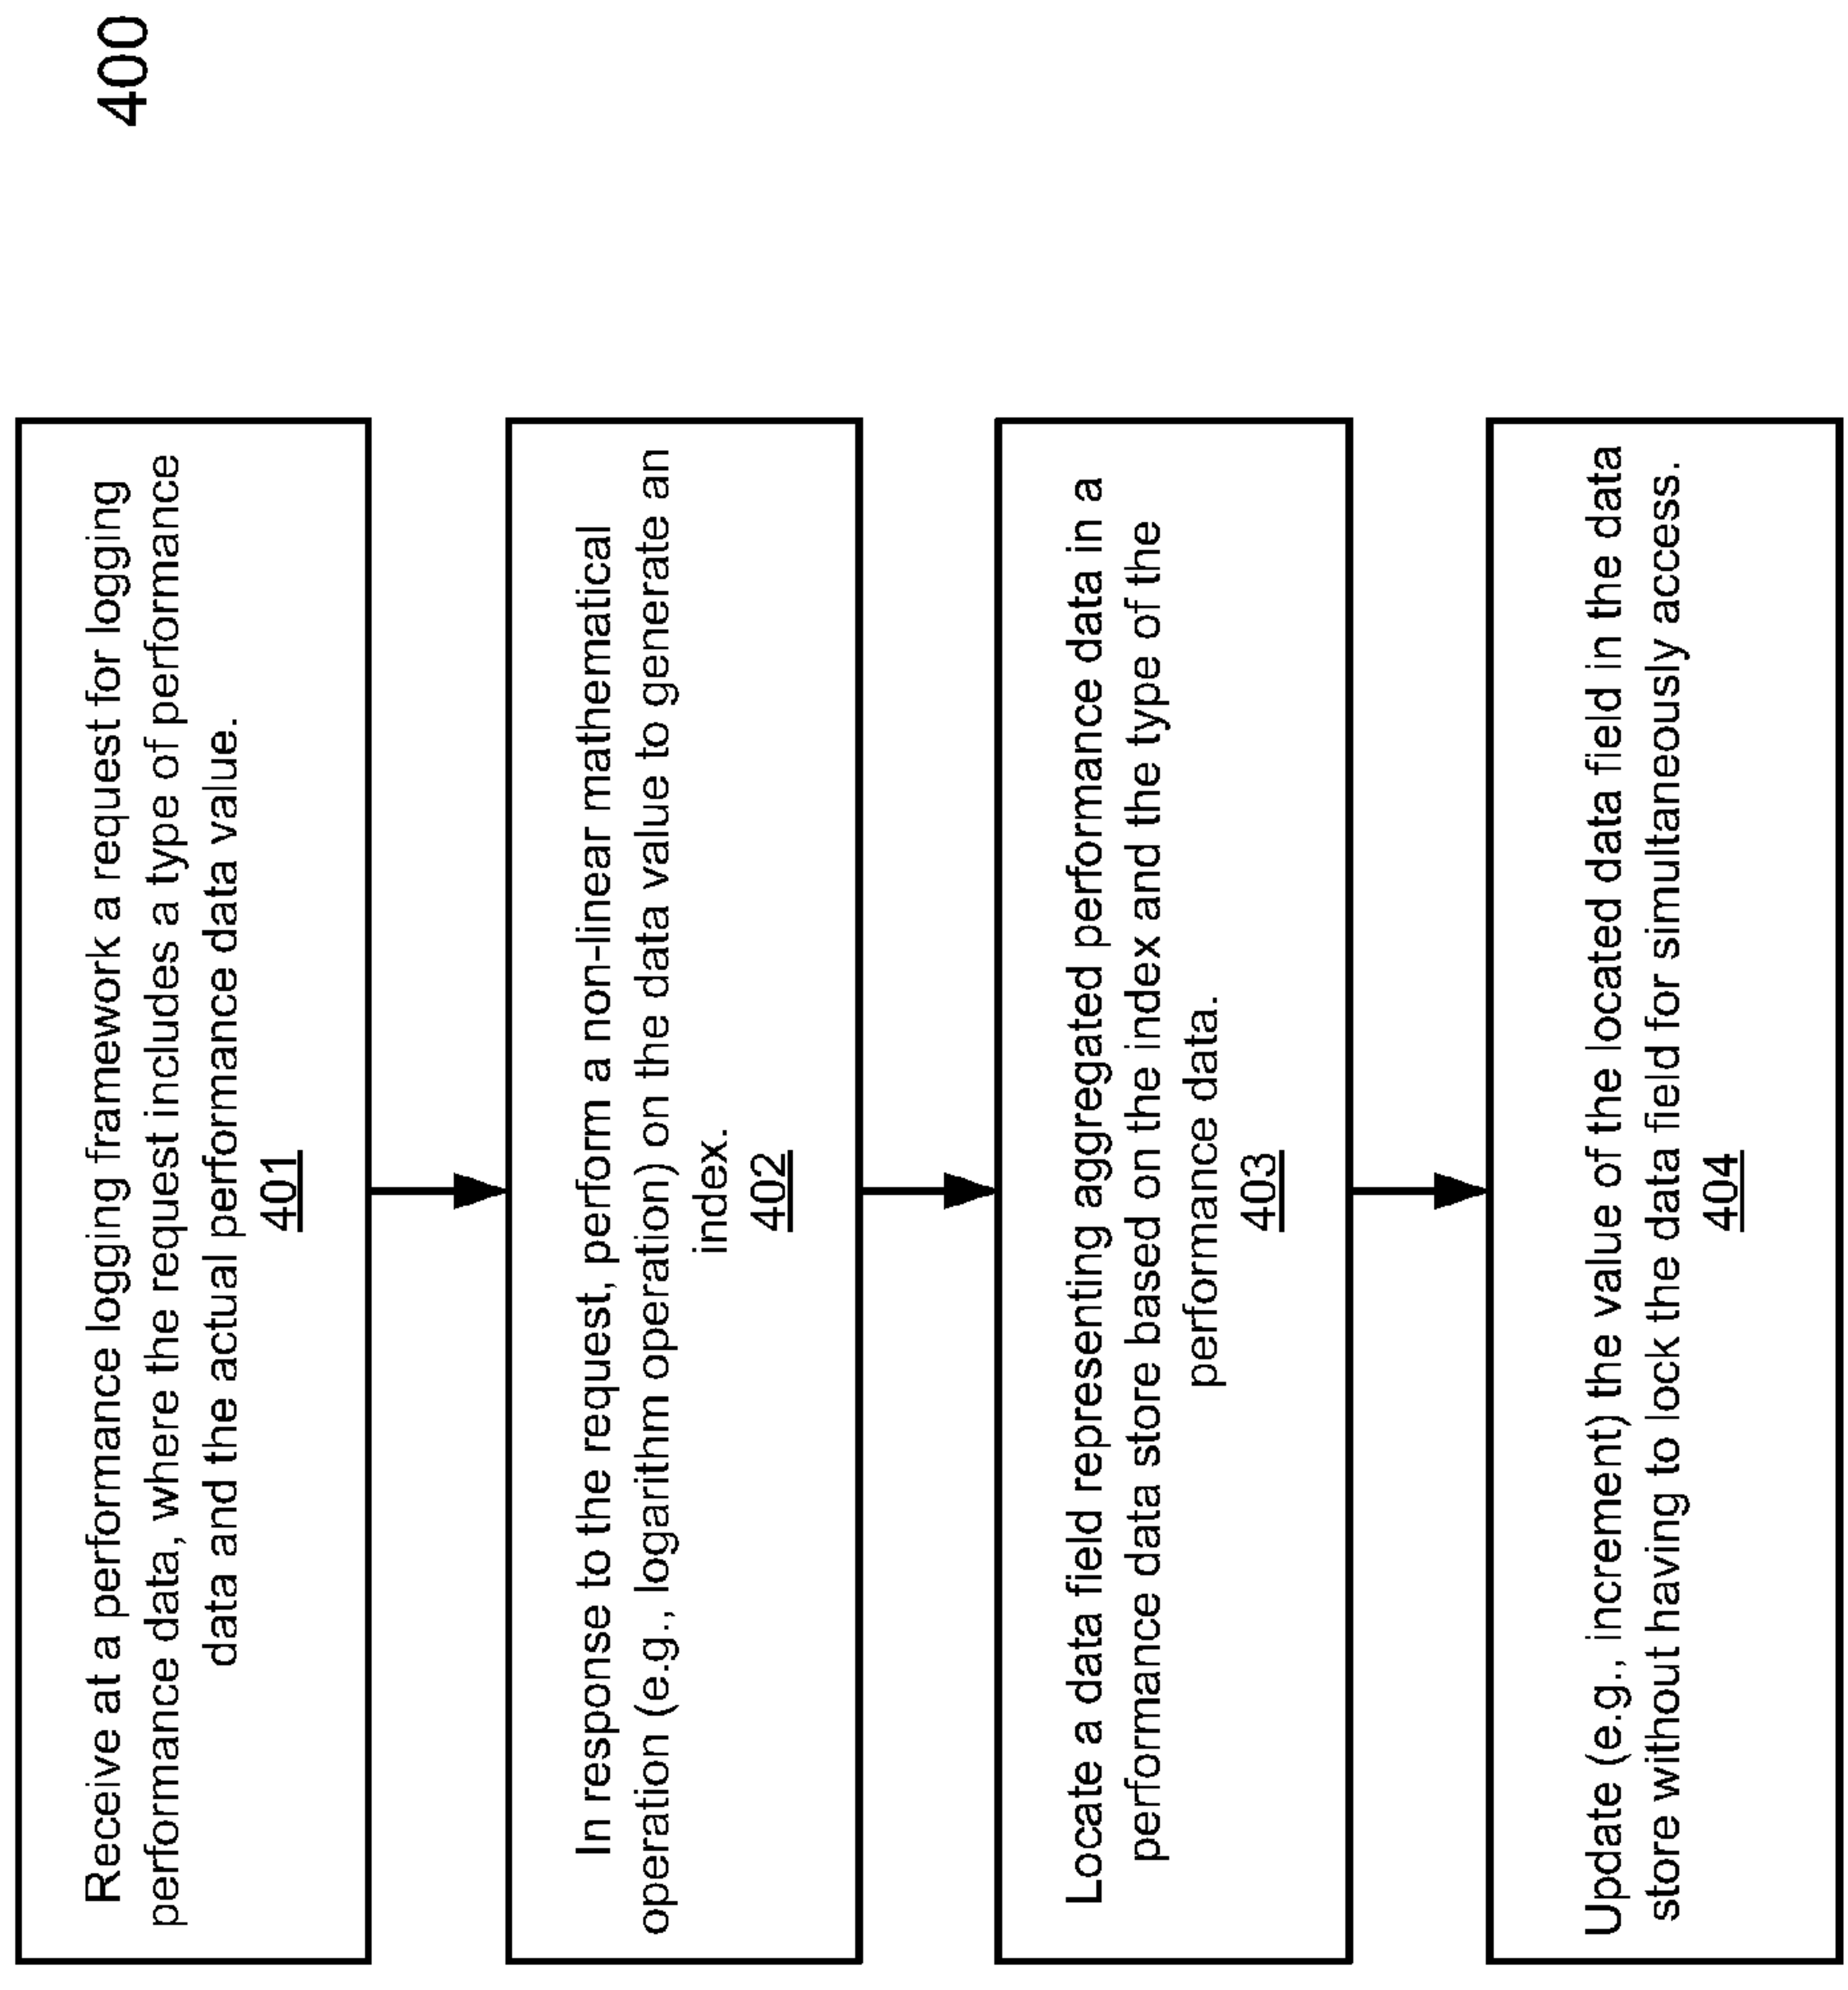 400
Receive at a performance logging framework a request for logging
performance data, where the request includes a type of performance
data and the actual performance data value.
401
In response to the request, perform a non-linear mathematical
operation (e.g., logarithm operation) on the data value to generate an
index.
402
Locate a data field representing aggregated performance data in a
performance data store based on the index and the type of the
performance data.
403
Update (e.g., increment) the value of the located data field in the data
store without having to lock the data field for simultaneously access.
404